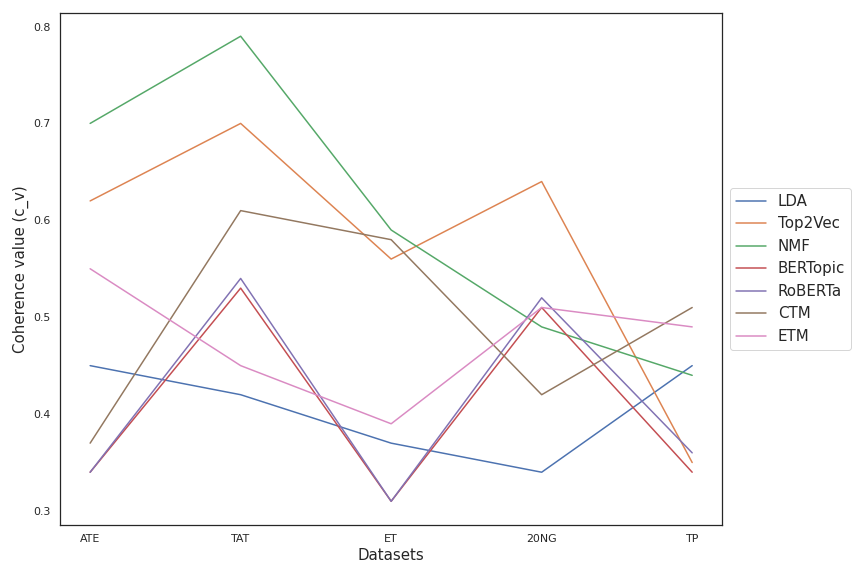 0.8
0.7
0.6
0.5
0.4
0.3
Coherence value (c_v)
ATE TAT ET 20NG TP
Datasets
LDA
Top2Vec
NMF
BERTopic
RoBERTa
CTM
ETM